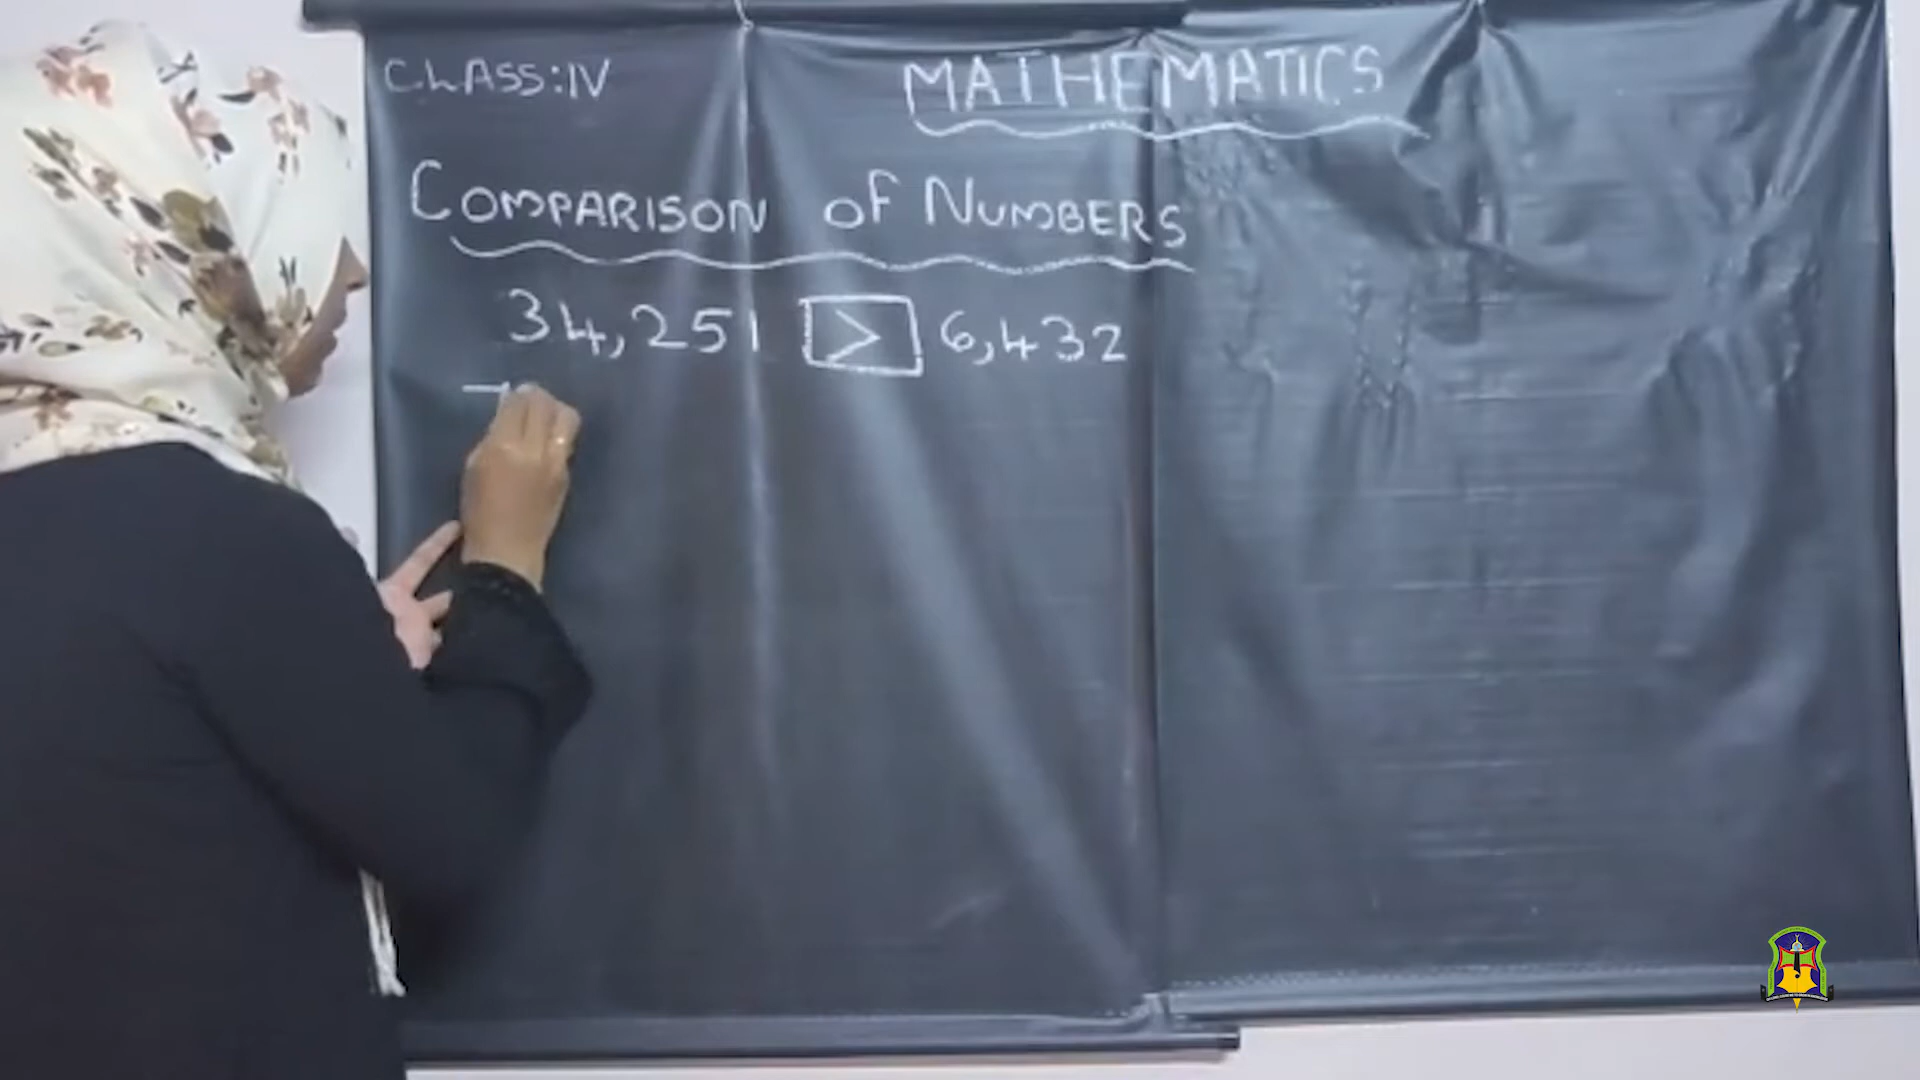 CLASS:IV
MATHEMATICS
COMPARISON OF NUMBERS
34,251 > 6,432